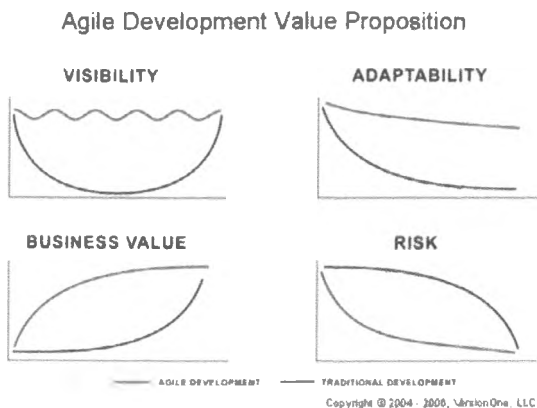 Agile Development Value Proposition
VISIBILITY
ADAPTABILITY
BUSINESS VALUE
RISK
AGILE DEVELOPMENT
TRADITIONAL DEVELOPMENT
Copyright © 2004 - 2006, VersionOne, LLC